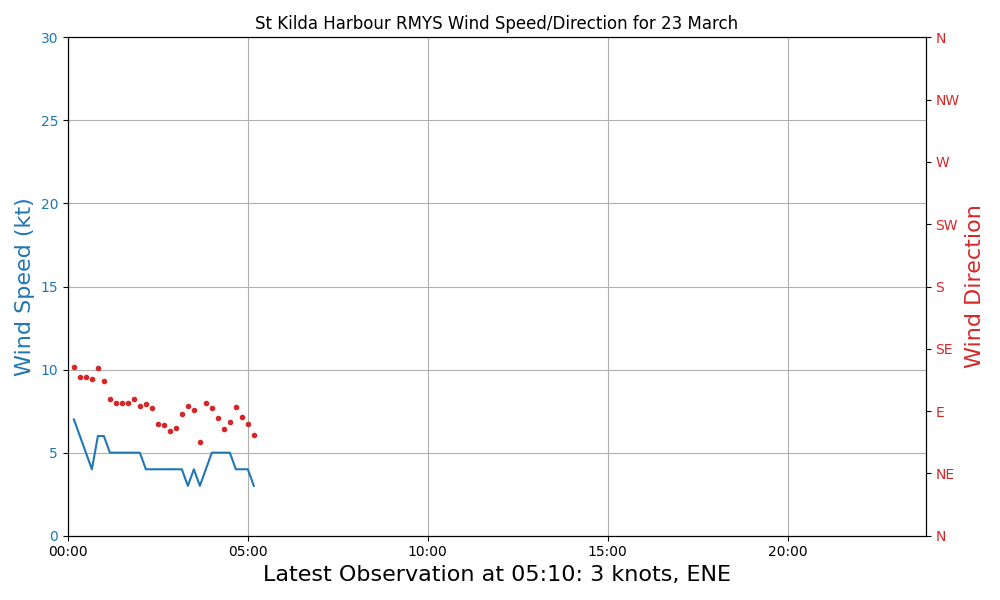 St Kilda Harbour RMYS Wind Speed/Direction for 23 March
30
25
20
15
10
5
0
Wind Speed (kt)
N
NW
W
SW
S
SE
E
NE
N
Wind Direction
00:00
05:00
10:00
15:00
20:00
Latest Observation at 05:10: 3 knots, ENE